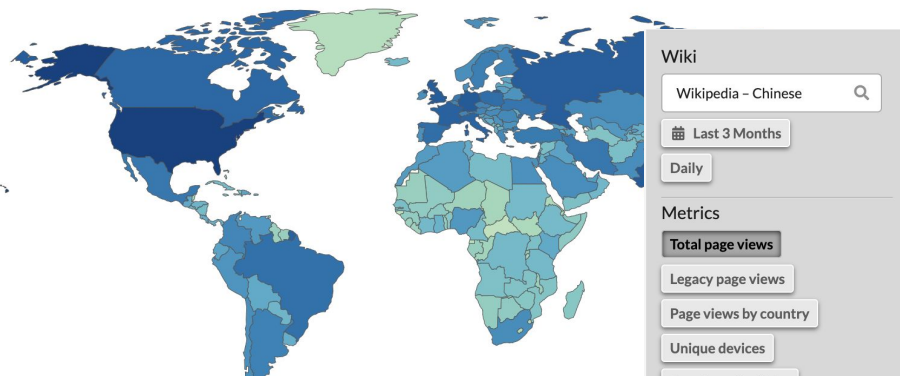 Wiki
Wikipedia – Chinese
Last 3 Months
Daily
Metrics
Total page views
Legacy page views
Page views by country
Unique devices